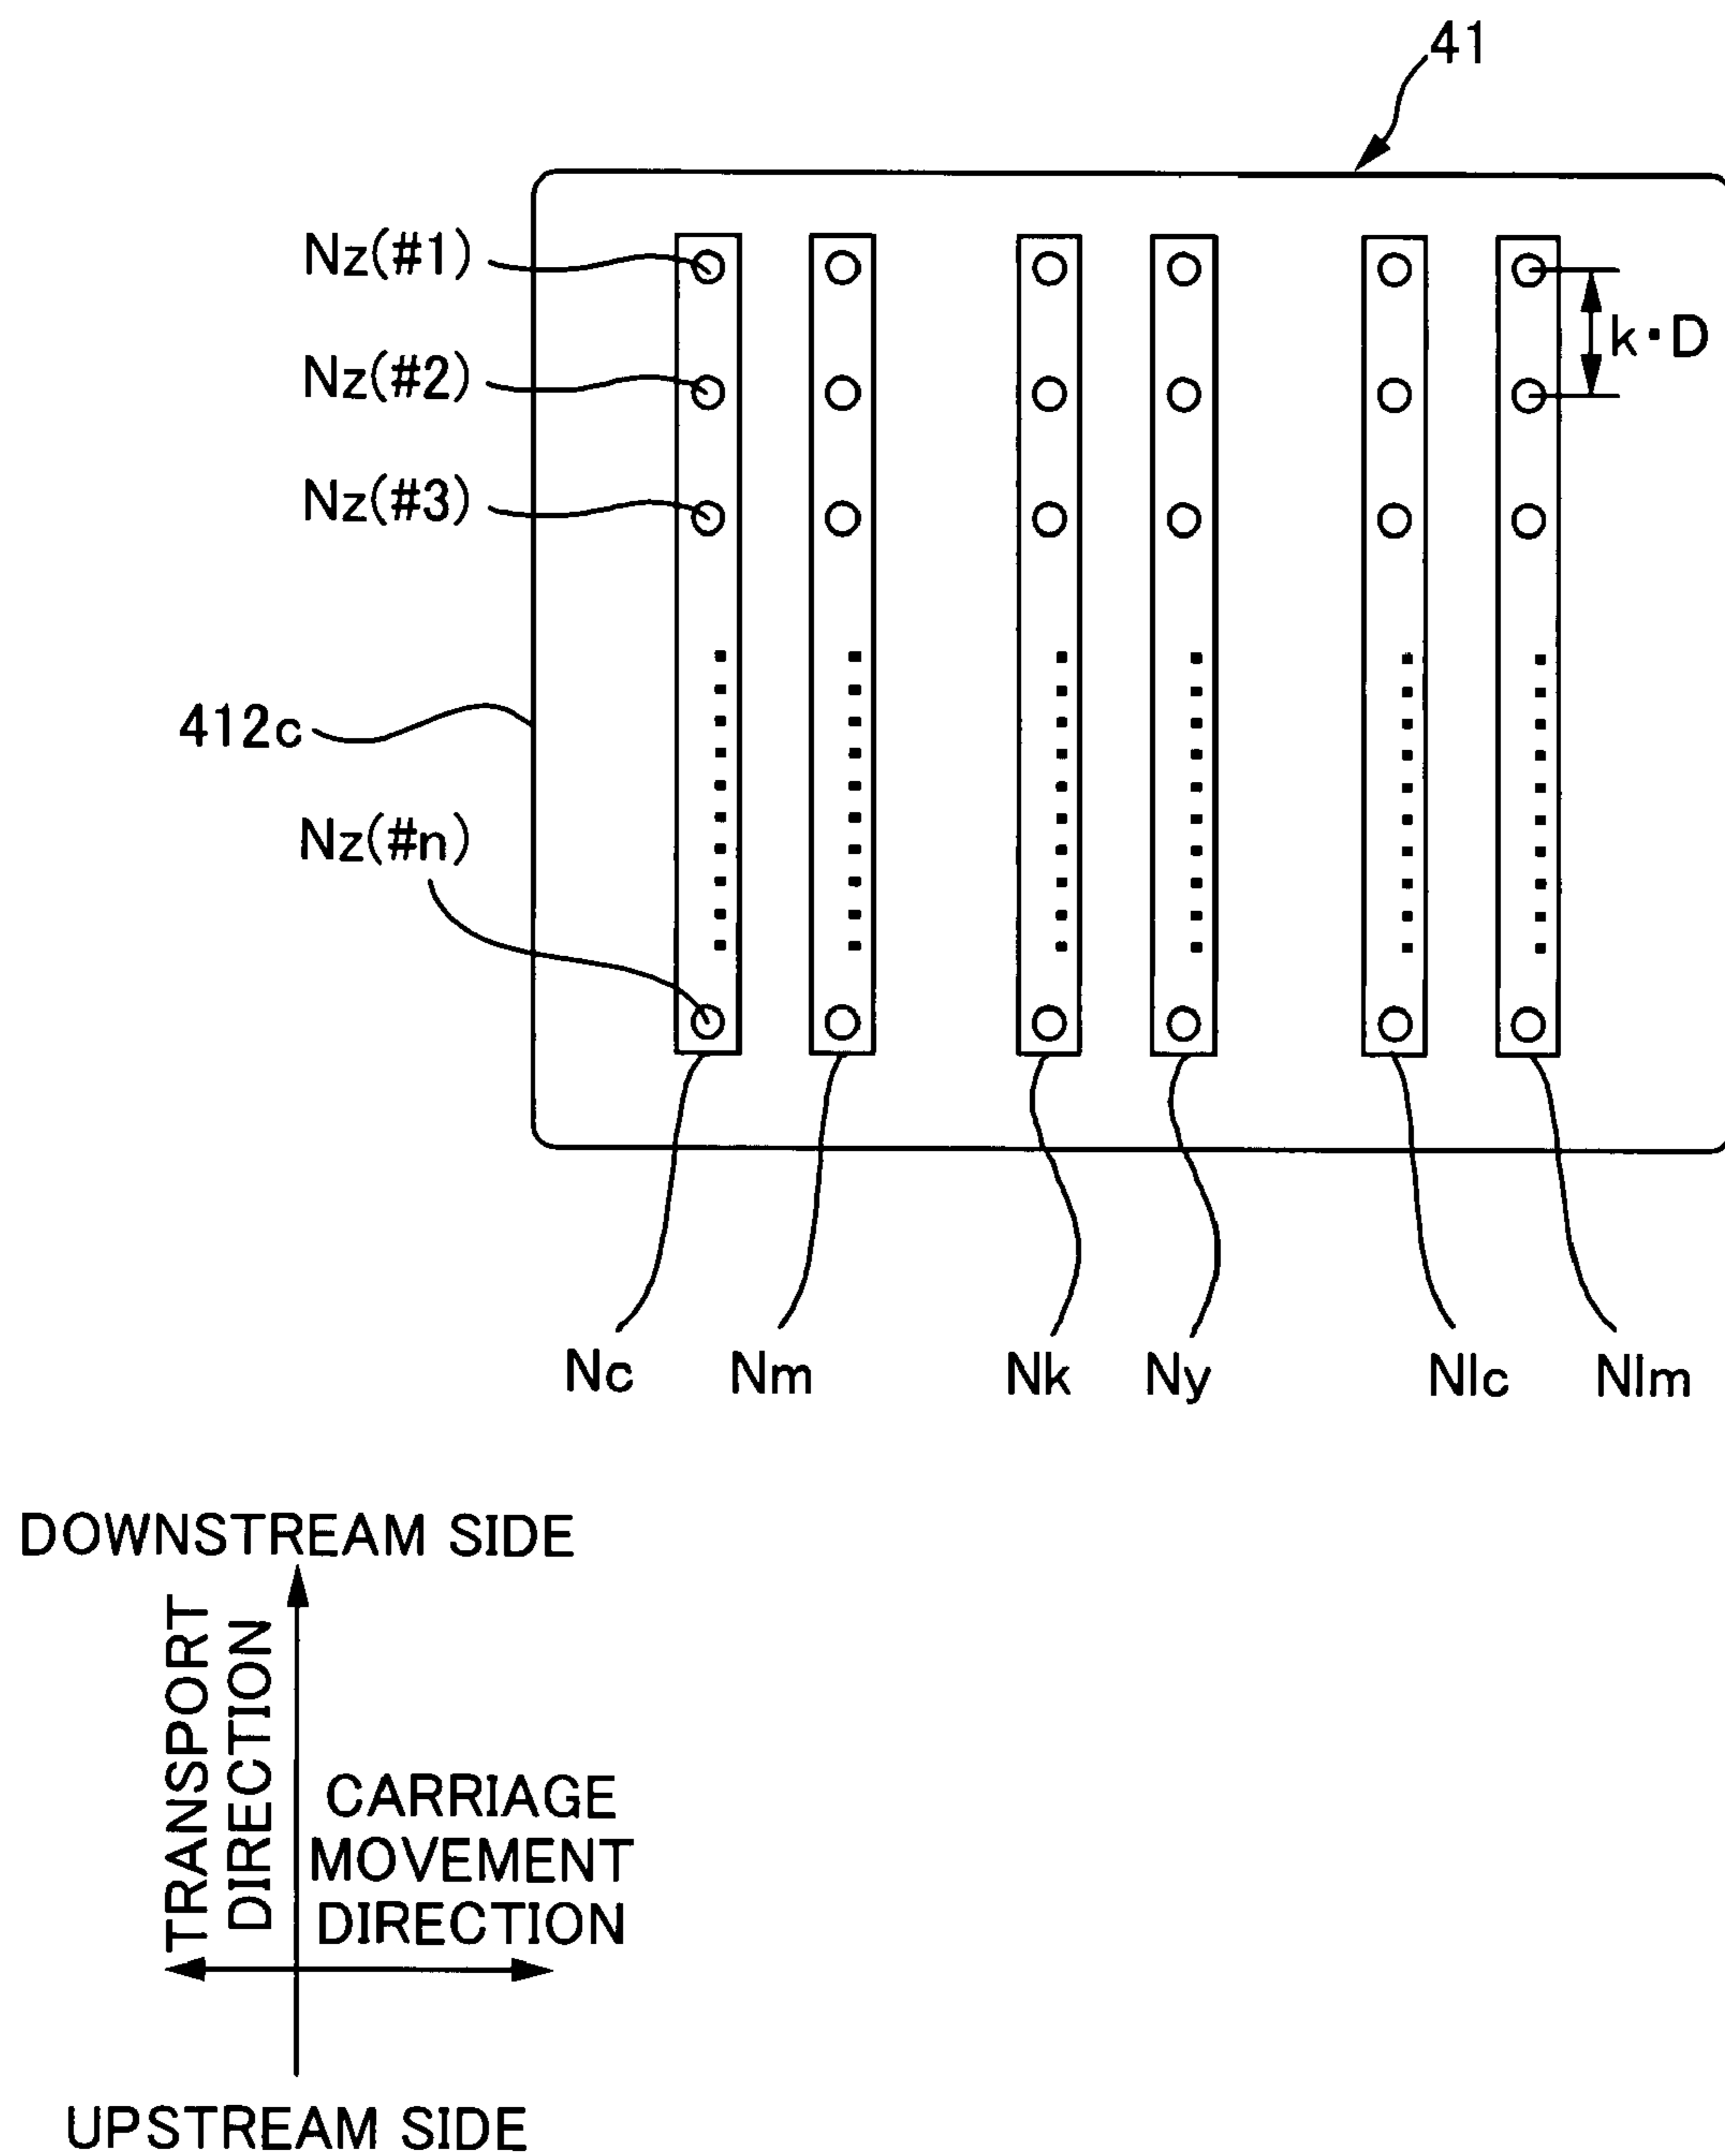 41
Nz(#1)
Nz(#2)
Nz(#3)
k·D
412c
Nz(#n)
Nc
Nm
Nk
Ny
Nlc
Nlm
DOWNSTREAM SIDE
TRANSPORT
DIRECTION
CARRIAGE
MOVEMENT
DIRECTION
UPSTREAM SIDE